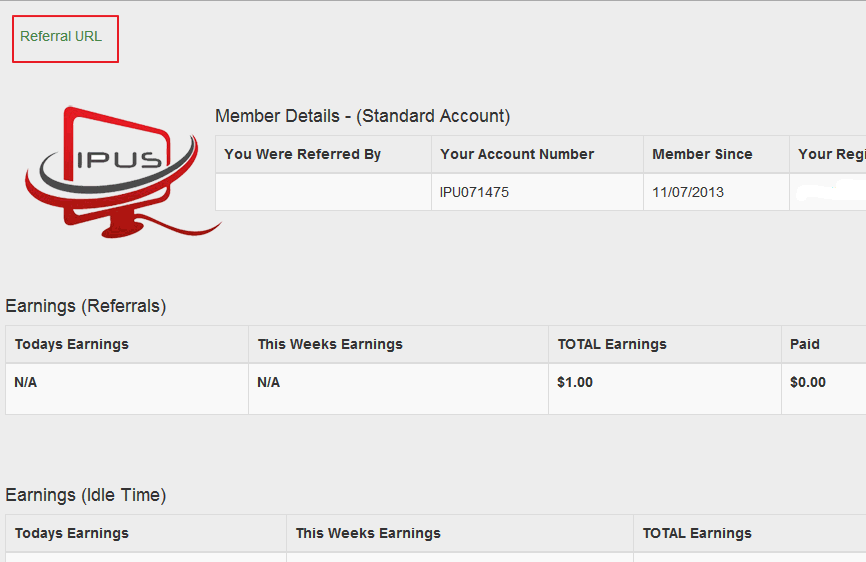 Referral URL
IPUS
Member Details - (Standard Account)
You Were Referred By Your Account Number Member Since Your Regi
IPU071475 11/07/2013
Earnings (Referrals)
Todays Earnings This Weeks Earnings TOTAL Earnings Paid
N/A N/A $1.00 $0.00
Earnings (Idle Time)
Todays Earnings This Weeks Earnings TOTAL Earnings